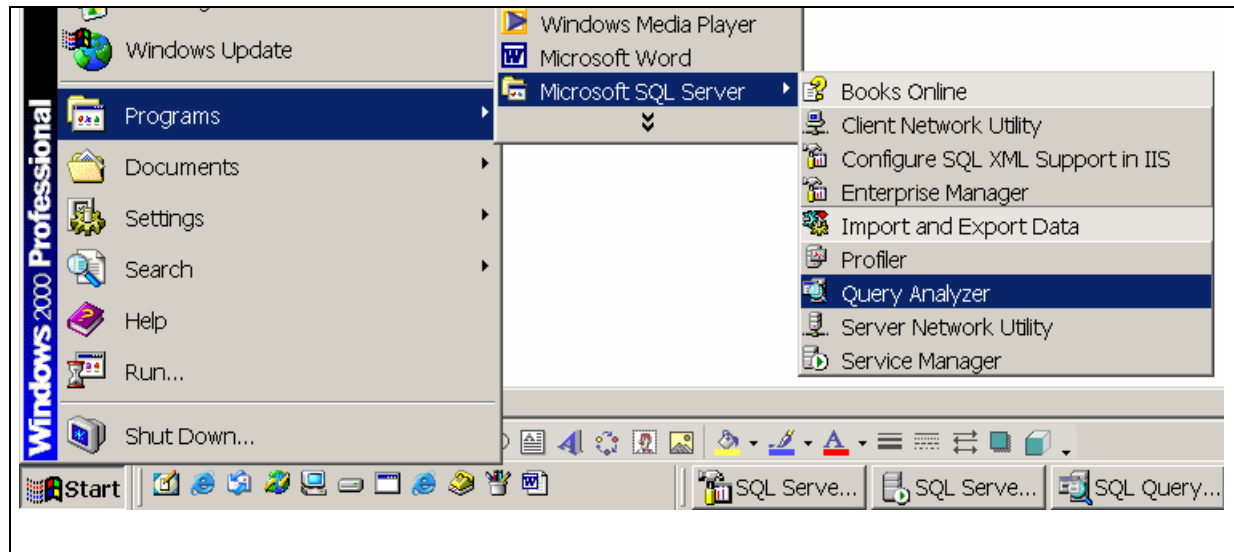 Windows Update
Programs
Documents
Settings
Search
Help
Run...
Shut Down...
Windows 2000 Professional
Windows Media Player
Microsoft Word
Microsoft SQL Server
Books Online
Client Network Utility
Configure SQL XML Support in IIS
Enterprise Manager
Import and Export Data
Profiler
Query Analyzer
Server Network Utility
Service Manager
Start
SQL Serve...
SQL Serve...
SQL Query...